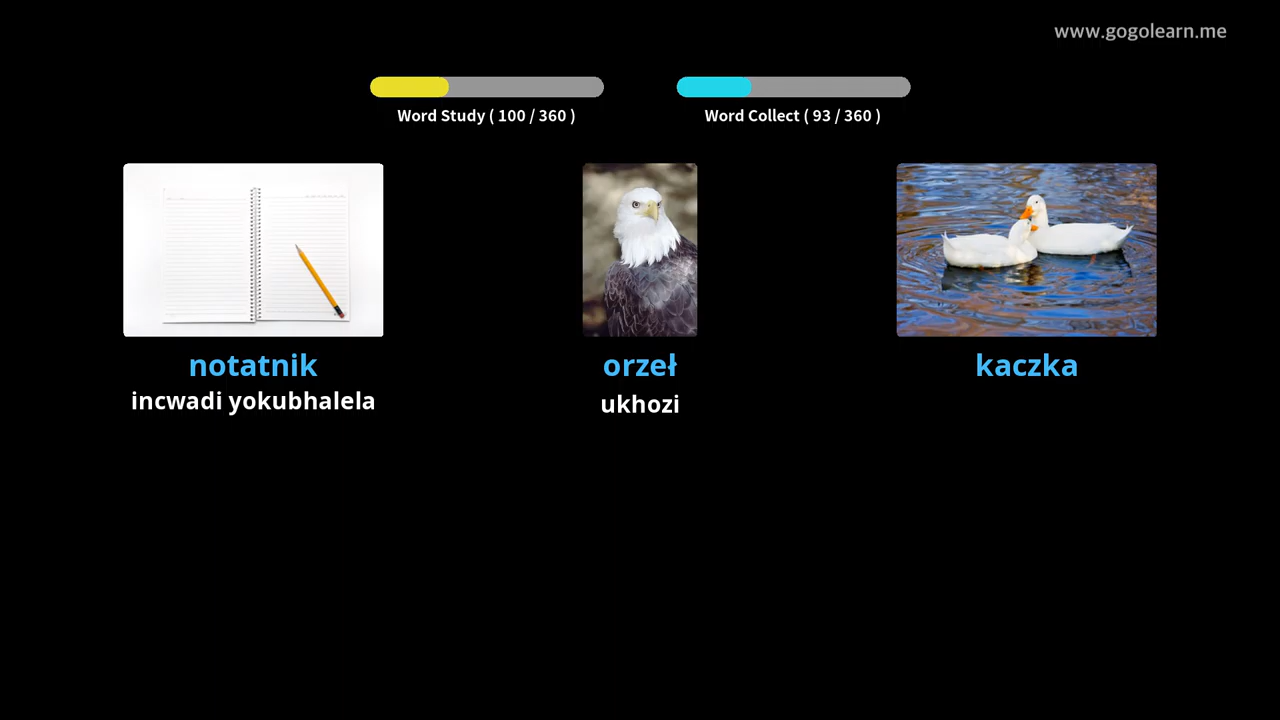 www.gogolearn.me
Word Study ( 100 / 360 )
Word Collect ( 93 / 360 )
notatnik
incwadi yokubhalela
orzeł
ukhozi
kaczka